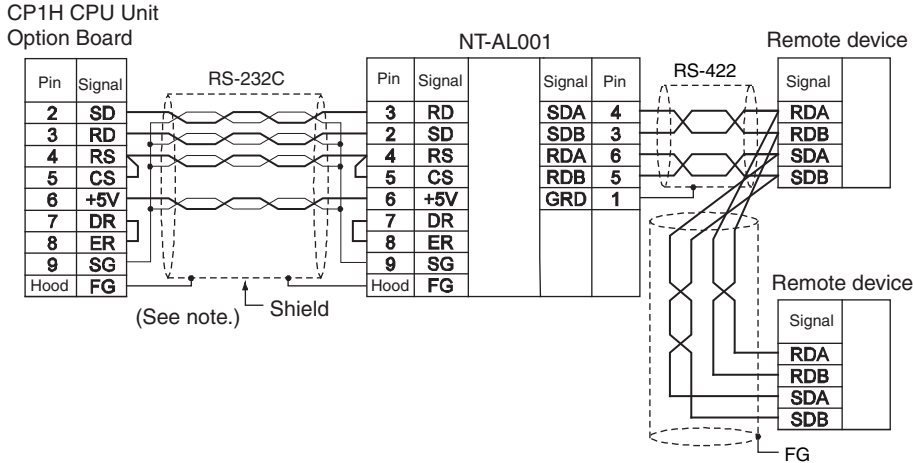 CP1H CPU Unit
Option Board
Pin Signal
2 SD
3 RD
4 RS
5 CS
6 +5V
7 DR
8 ER
9 SG
Hood FG
RS-232C
(See note.)
Shield
NT-AL001
Pin Signal
3 RD
2 SD
4 RS
5 CS
6 +5V
7 DR
8 ER
9 SG
Hood FG
Signal Pin
SDA 4
SDB 3
RDA 6
RDB 5
GRD 1
RS-422
Remote device
Signal
RDA
RDB
SDA
SDB
Remote device
Signal
RDA
RDB
SDA
SDB
FG